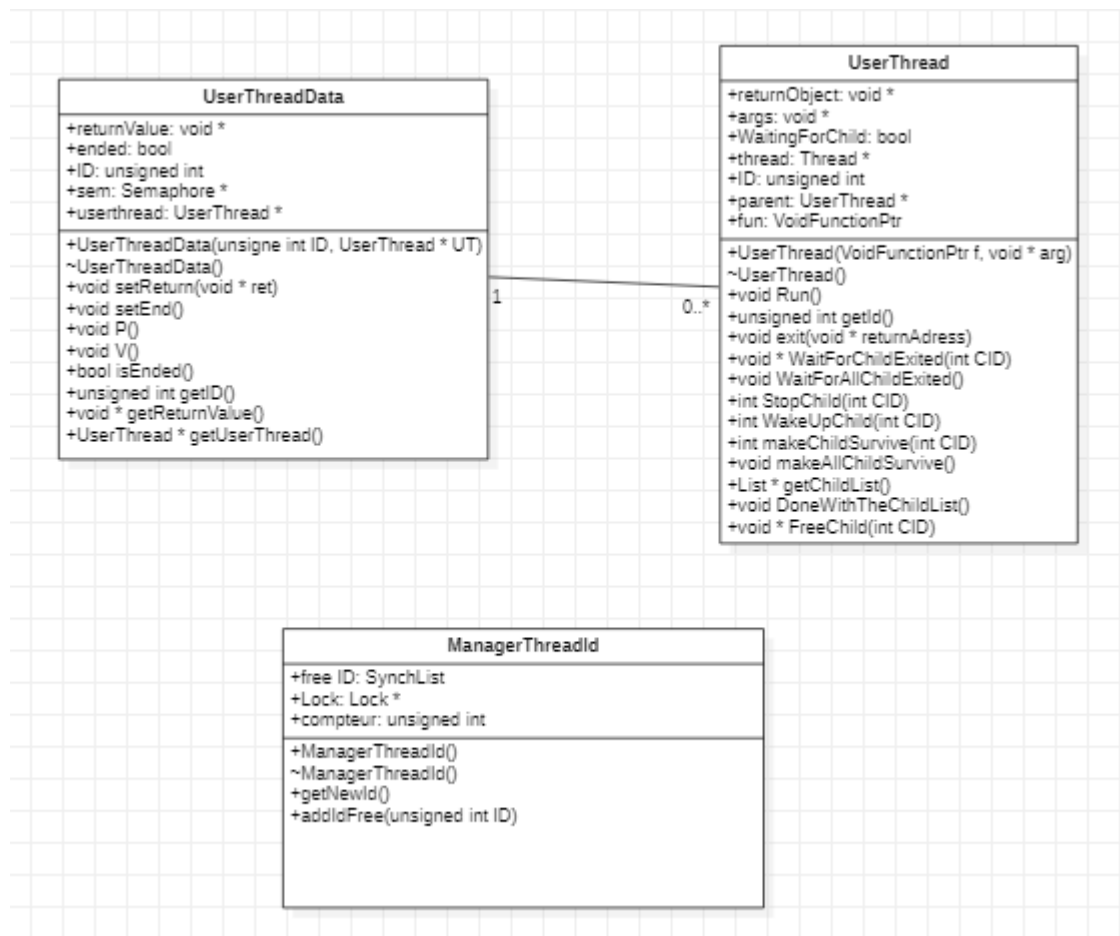 UserThreadData
+returnValue: void *
+ended: bool
+ID: unsigned int
+sem: Semaphore *
+userthread: UserThread *
+UserThreadData(unsigne int ID, UserThread * UT)
~UserThreadData()
+void setReturn(void * ret)
+void setEnd()
+void P()
+void V()
+bool isEnded()
+unsigned int getID()
+void * getReturnValue()
+UserThread * getUserThread()
1
0..*
UserThread
+returnObject: void *
+args: void *
+WaitingForChild: bool
+thread: Thread *
+ID: unsigned int
+parent: UserThread *
+fun: VoidFunctionPtr
+UserThread(VoidFunctionPtr f, void * arg)
~UserThread()
+void Run()
+unsigned int getId()
+void exit(void * returnAdress)
+void * WaitForChildExited(int CID)
+void WaitForAllChildExited()
+int StopChild(int CID)
+int WakeUpChild(int CID)
+int makeChildSurvive(int CID)
+void makeAllChildSurvive()
+List * getChildList()
+void DoneWithTheChildList()
+void * FreeChild(int CID)
ManagerThreadId
+free ID: SynchList
+Lock: Lock *
+compteur: unsigned int
+ManagerThreadId()
~ManagerThreadId()
+getNewId()
+addIdFree(unsigned int ID)